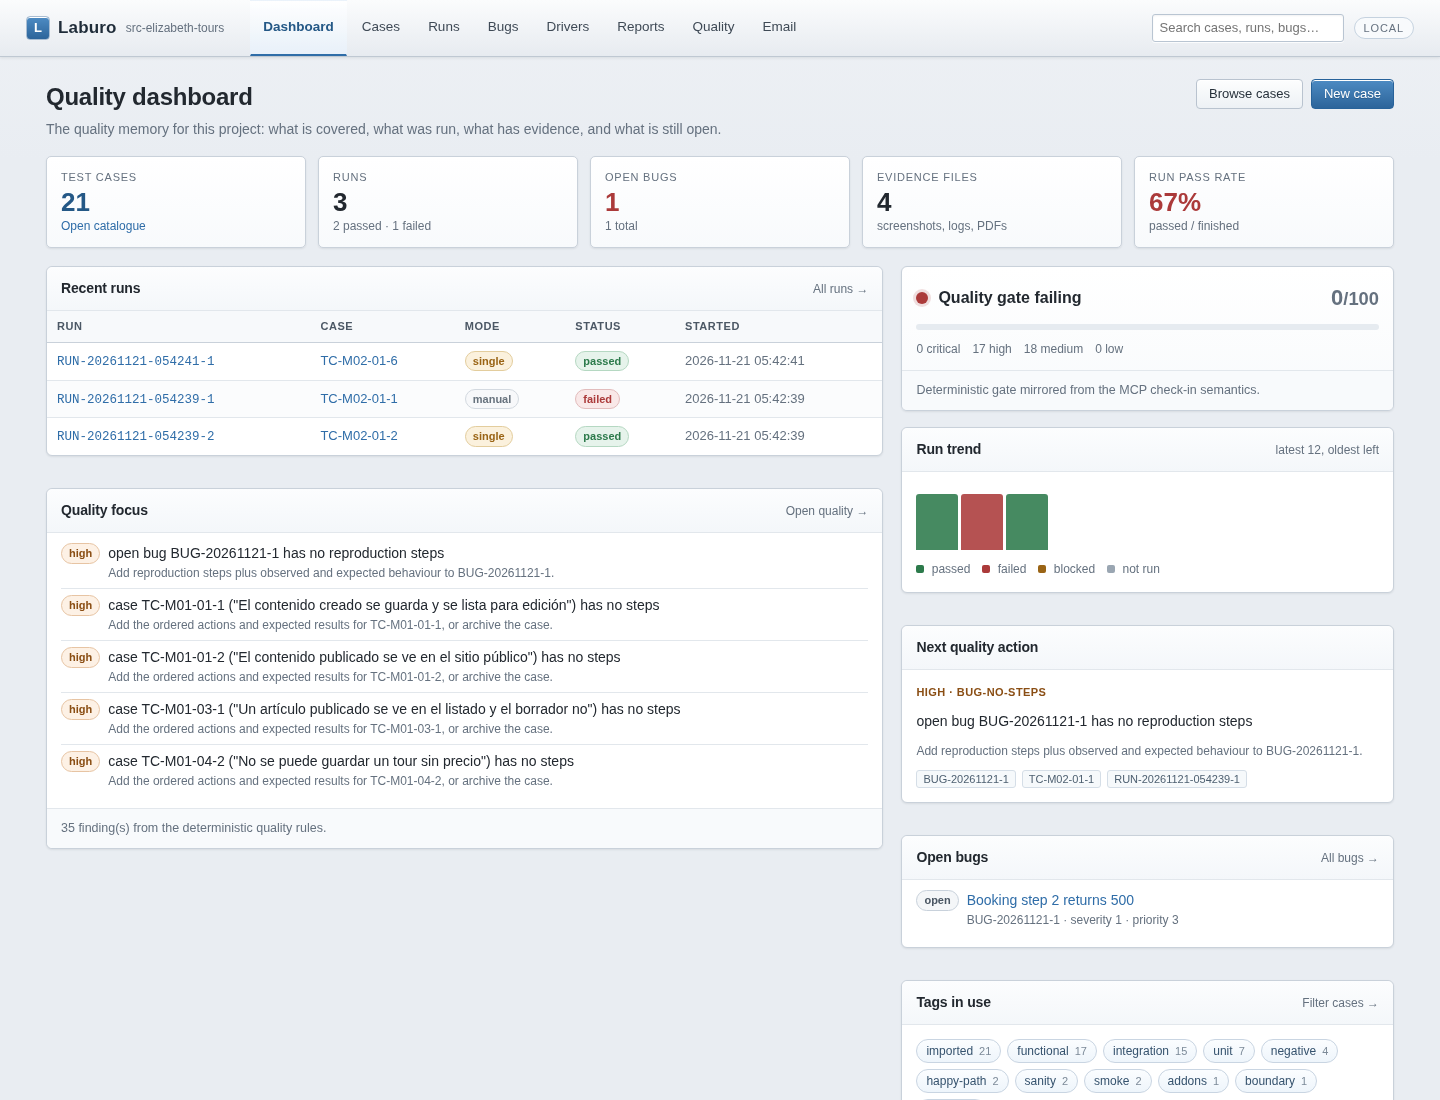 L Laburo src-elizabeth-tours Dashboard Cases Runs Bugs Drivers Reports Quality Email Search cases, runs, bugs… LOCAL
Quality dashboard
Browse cases New case
The quality memory for this project: what is covered, what was run, what has evidence, and what is still open.
TEST CASES
21
Open catalogue
RUNS
3
2 passed · 1 failed
OPEN BUGS
1
1 total
EVIDENCE FILES
4
screenshots, logs, PDFs
RUN PASS RATE
67%
passed / finished
Recent runs All runs →
RUN CASE MODE STATUS STARTED
RUN-20261121-054241-1 TC-M02-01-6 single passed 2026-11-21 05:42:41
RUN-20261121-054239-1 TC-M02-01-1 manual failed 2026-11-21 05:42:39
RUN-20261121-054239-2 TC-M02-01-2 single passed 2026-11-21 05:42:39
Quality focus Open quality →
high open bug BUG-20261121-1 has no reproduction steps
Add reproduction steps plus observed and expected behaviour to BUG-20261121-1.
high case TC-M01-01-1 ("El contenido creado se guarda y se lista para edición") has no steps
Add the ordered actions and expected results for TC-M01-01-1, or archive the case.
high case TC-M01-01-2 ("El contenido publicado se ve en el sitio público") has no steps
Add the ordered actions and expected results for TC-M01-01-2, or archive the case.
high case TC-M01-03-1 ("Un artículo publicado se ve en el listado y el borrador no") has no steps
Add the ordered actions and expected results for TC-M01-03-1, or archive the case.
high case TC-M01-04-2 ("No se puede guardar un tour sin precio") has no steps
Add the ordered actions and expected results for TC-M01-04-2, or archive the case.
35 finding(s) from the deterministic quality rules.
Quality gate failing 0/100
0 critical 17 high 18 medium 0 low
Deterministic gate mirrored from the MCP check-in semantics.
Run trend latest 12, oldest left
passed failed blocked not run
Next quality action
HIGH · BUG-NO-STEPS
open bug BUG-20261121-1 has no reproduction steps
Add reproduction steps plus observed and expected behaviour to BUG-20261121-1.
BUG-20261121-1 TC-M02-01-1 RUN-20261121-054239-1
Open bugs All bugs →
open Booking step 2 returns 500
BUG-20261121-1 · severity 1 · priority 3
Tags in use Filter cases →
imported 21 functional 17 integration 15 unit 7 negative 4
happy-path 2 sanity 2 smoke 2 addons 1 boundary 1